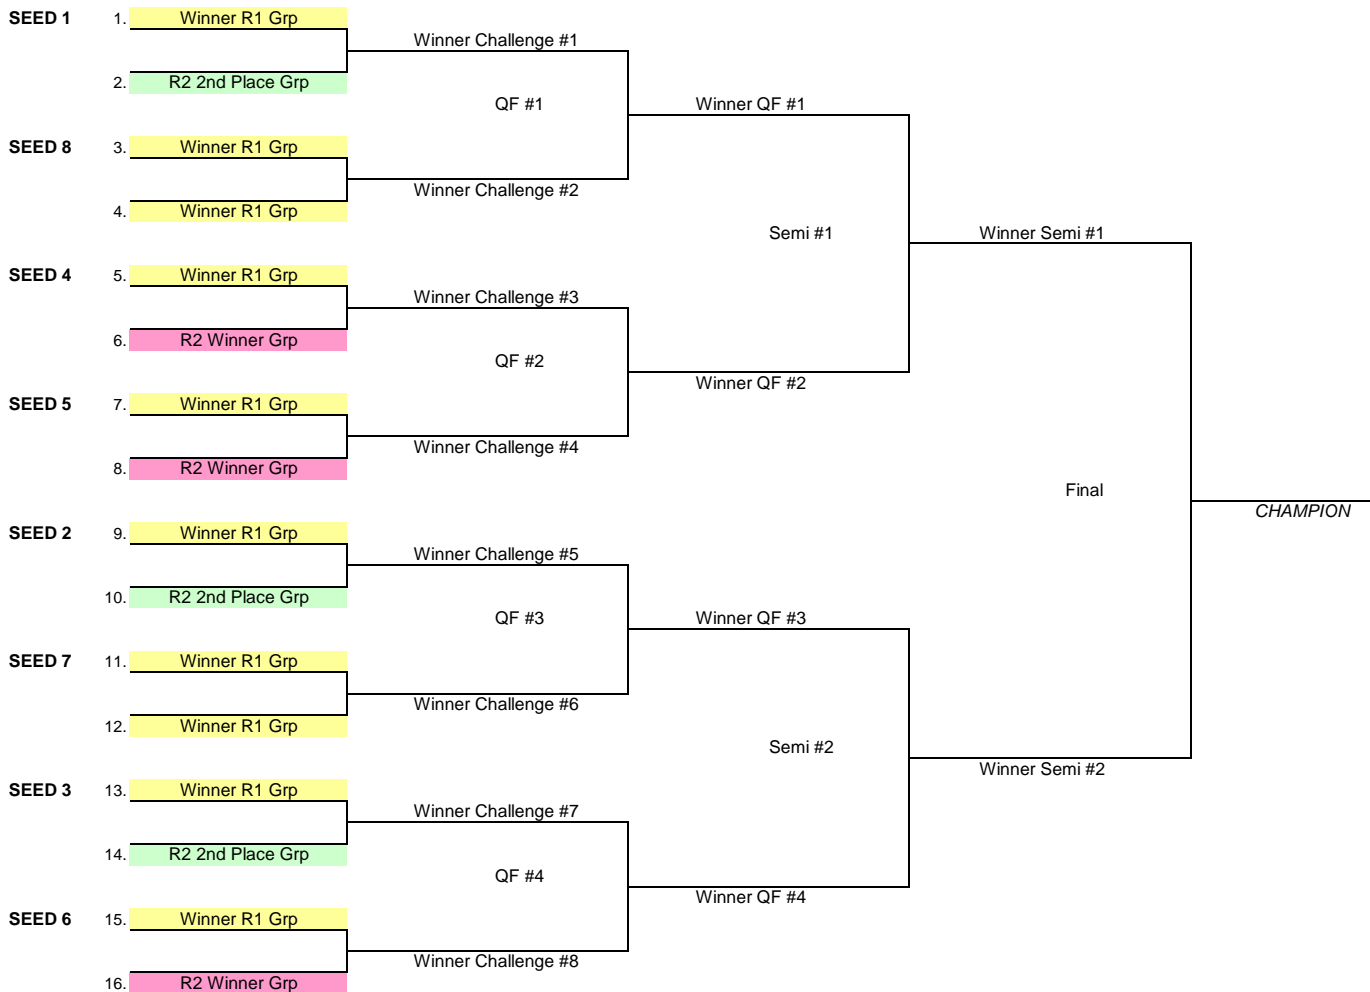 SEED 1 1. Winner R1 Grp
Winner Challenge #1
2. R2 2nd Place Grp
QF #1
Winner QF #1
SEED 8 3. Winner R1 Grp
Winner Challenge #2
4. Winner R1 Grp
Semi #1
Winner Semi #1
SEED 4 5. Winner R1 Grp
Winner Challenge #3
6. R2 Winner Grp
QF #2
Winner QF #2
SEED 5 7. Winner R1 Grp
Winner Challenge #4
8. R2 Winner Grp
Final
CHAMPION
SEED 2 9. Winner R1 Grp
Winner Challenge #5
10. R2 2nd Place Grp
QF #3
Winner QF #3
SEED 7 11. Winner R1 Grp
Winner Challenge #6
12. Winner R1 Grp
Semi #2
Winner Semi #2
SEED 3 13. Winner R1 Grp
Winner Challenge #7
14. R2 2nd Place Grp
QF #4
Winner QF #4
SEED 6 15. Winner R1 Grp
Winner Challenge #8
16. R2 Winner Grp